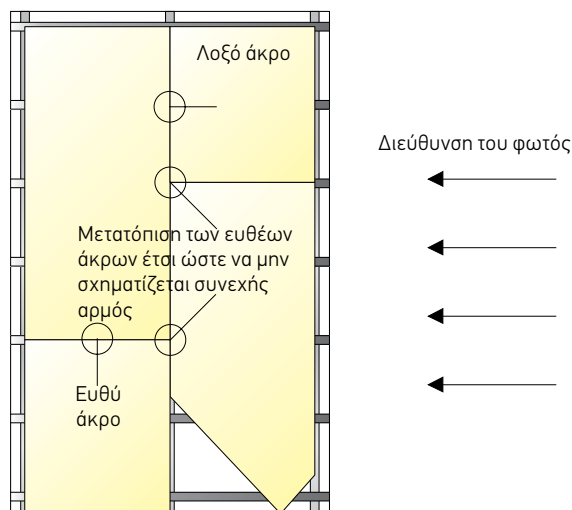 Λοξό άκρο
Διεύθυνση του φωτός
Μετατόπιση των ευθέων
άκρων έτσι ώστε να μην
σχηματίζεται συνεχής
αρμός
Ευθύ
άκρο